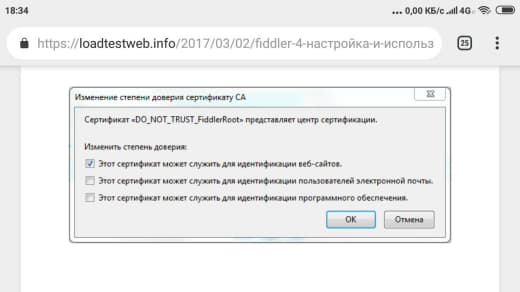 18:34
... 0,00 КБ/с 4G
https://loadtestweb.info/2017/03/02/fiddler-4-настройка-и-использ
25
Изменение степени доверия сертификату CA
Сертификат «DO_NOT_TRUST_FiddlerRoot» представляет центр сертификации.
Изменить степень доверия:
Этот сертификат может служить для идентификации веб-сайтов.
Этот сертификат может служить для идентификации пользователей электронной почты.
Этот сертификат может служить для идентификации программного обеспечения.
ОК Отмена